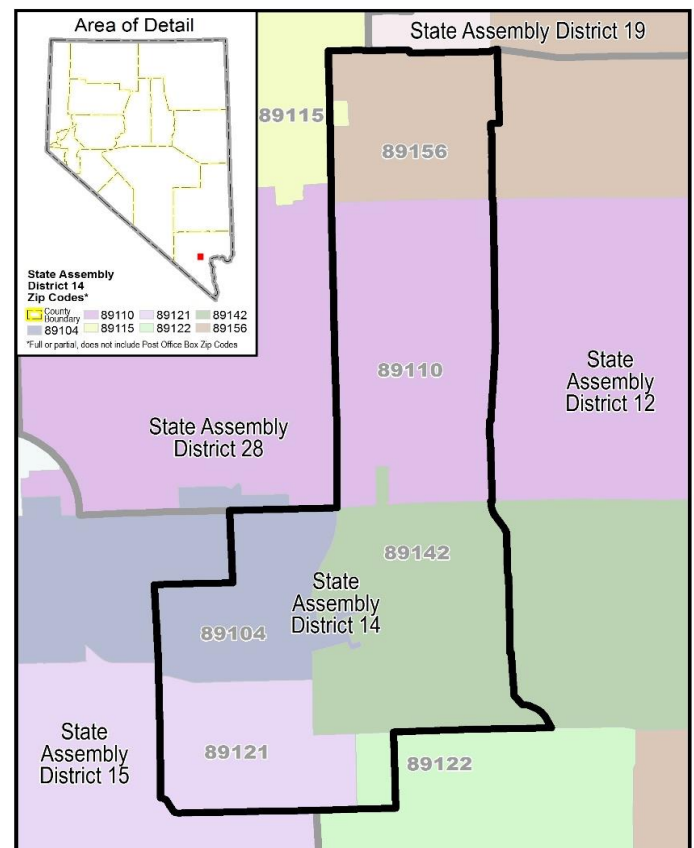 Area of Detail
State Assembly
District 14
Zip Codes*
County
Boundary
89110
89121
89142
89104
89115
89122
89156
*Full or partial, does not include Post Office Box Zip Codes
State Assembly District 19
89115
89156
89110
State
Assembly
District 12
State Assembly
District 28
89142
State
Assembly
District 14
89104
State
Assembly
District 15
89121
89122